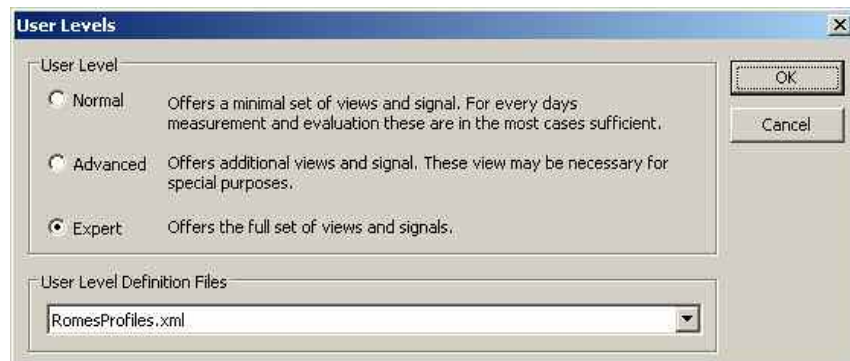 User Levels
User Level
OK
Normal
Offers a minimal set of views and signal. For every days
measurement and evaluation these are in the most cases sufficient.
Cancel
Advanced
Offers additional views and signal. These view may be necessary for
special purposes.
Expert
Offers the full set of views and signals.
User Level Definition Files
RomesProfiles.xml